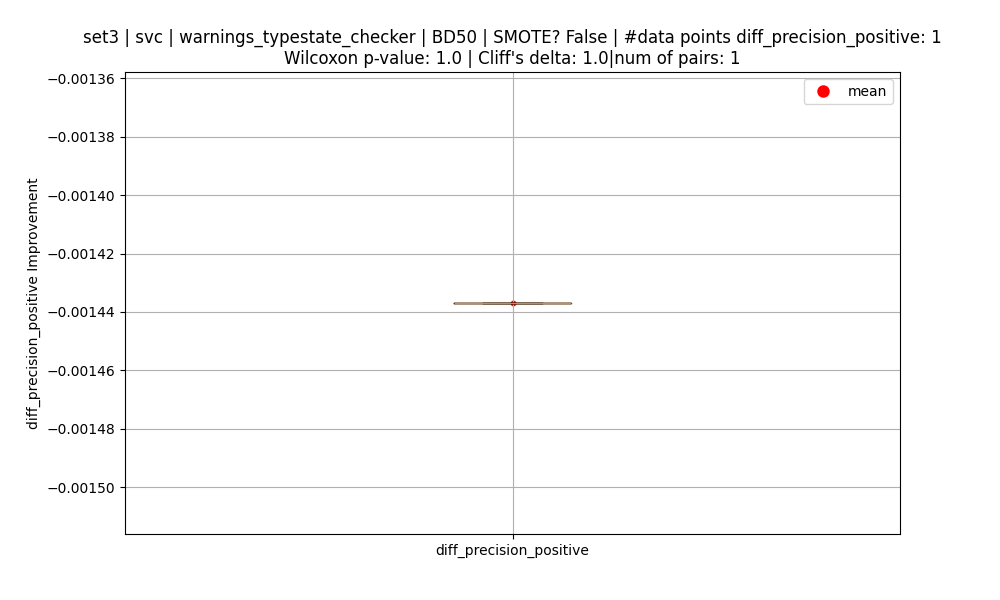 set3 | svc | warnings_typestate_checker | BD50 | SMOTE? False | #data points diff_precision_positive: 1
Wilcoxon p-value: 1.0 | Cliff's delta: 1.0|num of pairs: 1
mean
diff_precision_positive Improvement
−0.00136
−0.00138
−0.00140
−0.00142
−0.00144
−0.00146
−0.00148
−0.00150
diff_precision_positive